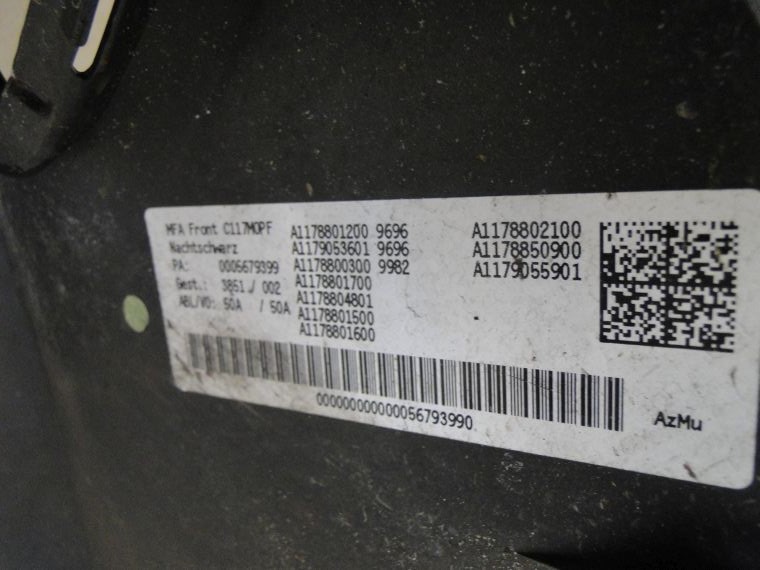 MFA Front C117MOPF
Nachtschwarz
PA: 0005679399
Gest.: 3851 / 002
ABL/VO: 50A / 50A
A1178801200 9696
A1179053601 9696
A1178800300 9982
A1178801700
A1178804801
A1178801500
A1178801600
A1178802100
A1178850900
A1179055901
000000000000056793990
AzMu